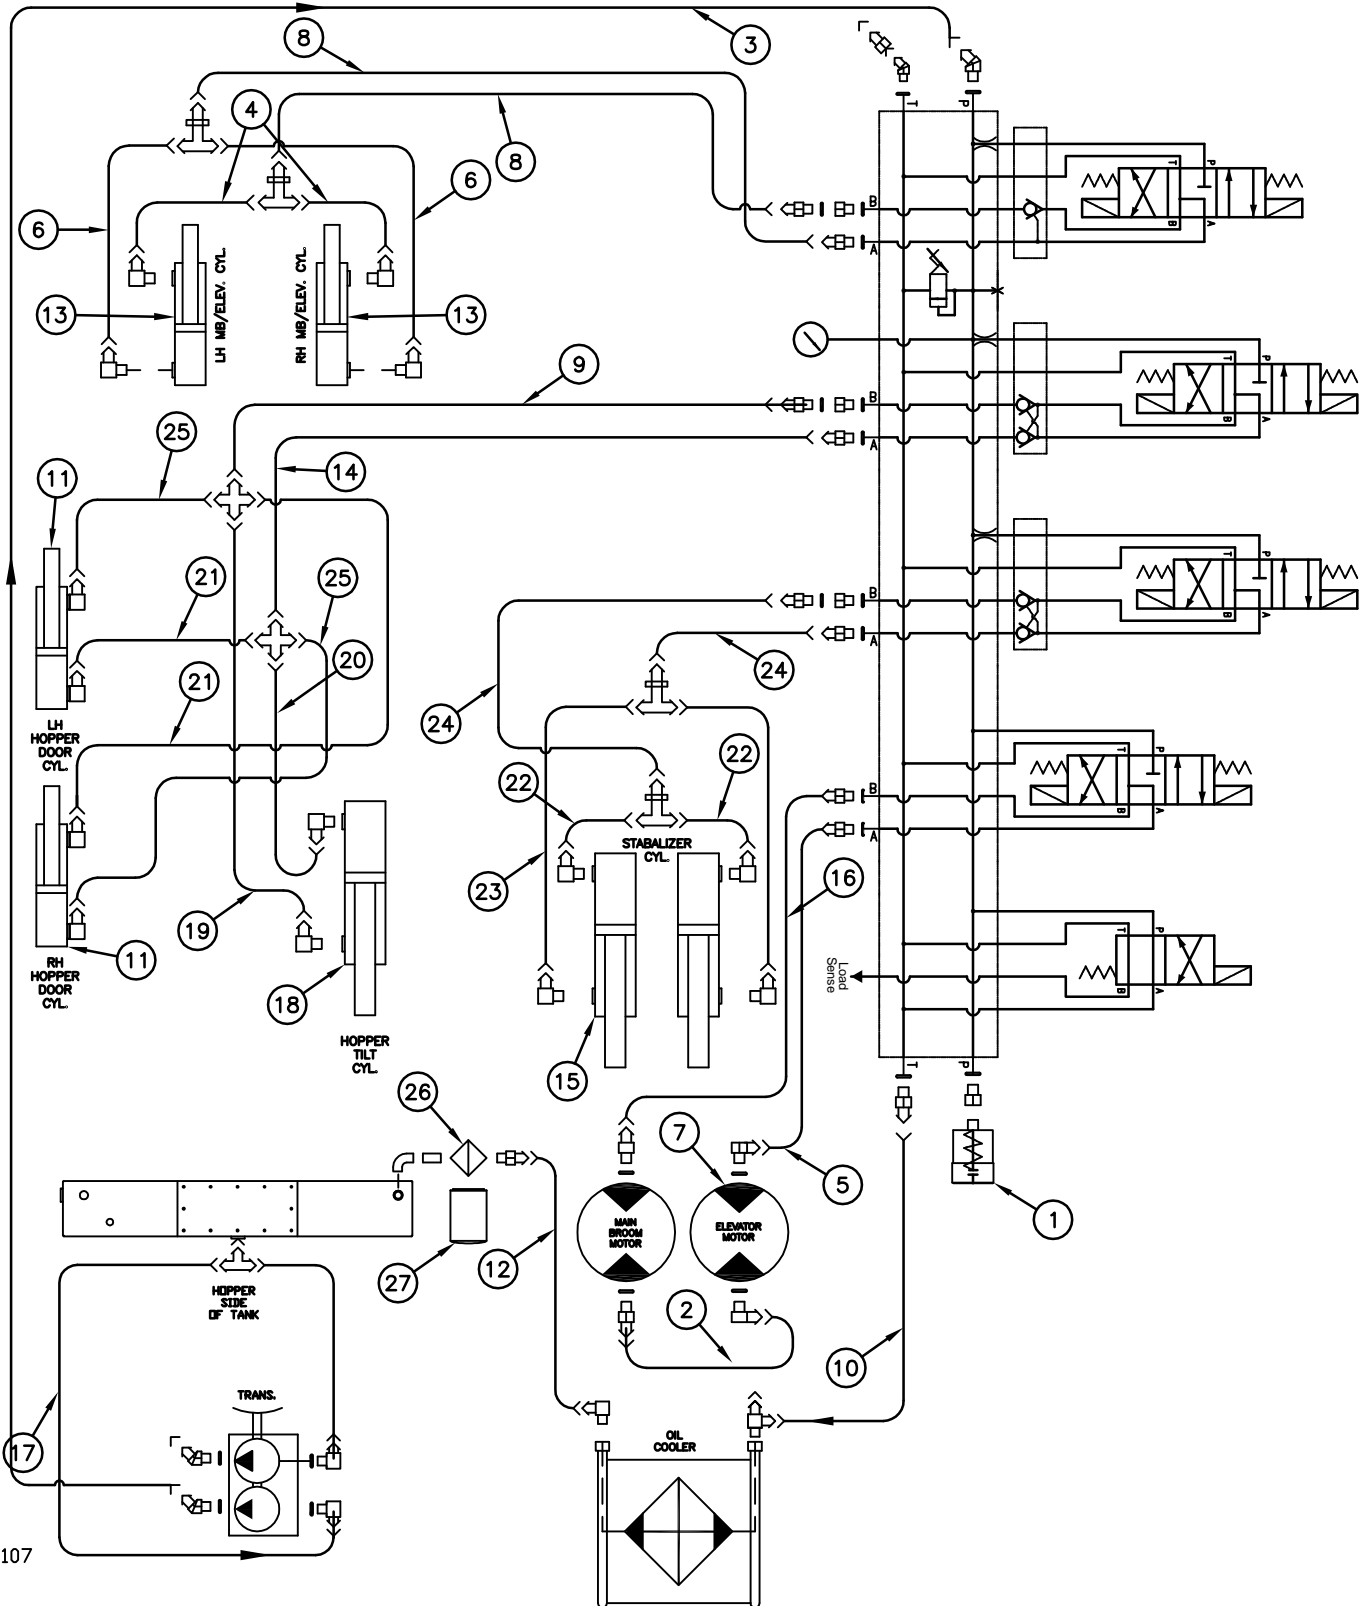 3
8
4
8
6
6
T
P
T
P
B
A
B
A
13
LH MB/ELEV. CYL.
RH MB/ELEV. CYL.
13
9
T
P
B
A
B
A
25
11
14
21
25
T
P
B
A
B
A
20
24
21
24
LH
HOPPER
DOOR
CYL.
22
22
T
P
B
A
B
A
STABALIZER
CYL.
23
16
19
11
RH
HOPPER
DOOR
CYL.
18
T
P
B
A
Load
Sense
HOPPER
TILT
CYL.
15
T
P
26
7
5
1
MAIN
BROOM
MOTOR
ELEVATOR
MOTOR
27
12
HOPPER
SIDE
OF TANK
2
10
TRANS.
17
OIL
COOLER
107